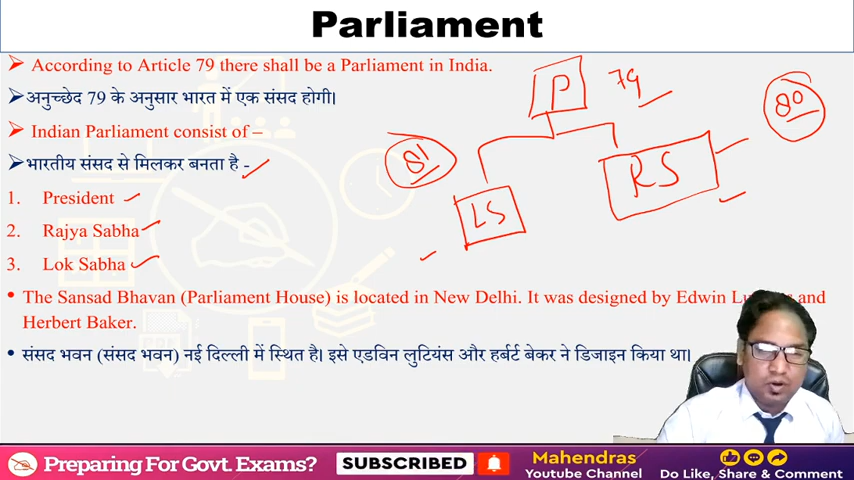 Parliament
➢ According to Article 79 there shall be a Parliament in India.
➢ अनुच्छेद 79 के अनुसार भारत में एक संसद होगी।
➢ Indian Parliament consist of –
➢ भारतीय संसद से मिलकर बनता है -
1. President
2. Rajya Sabha
3. Lok Sabha
P 79
80
81
RS
LS
• The Sansad Bhavan (Parliament House) is located in New Delhi. It was designed by Edwin and
Herbert Baker.
• संसद भवन (संसद भवन) नई दिल्ली में स्थित है। इसे एडविन लुटियंस और हर्बर्ट बेकर ने डिजाइन किया था।
Preparing For Govt. Exams?
SUBSCRIBED
Mahendras
YouTube Channel
Do Like, Share & Comment